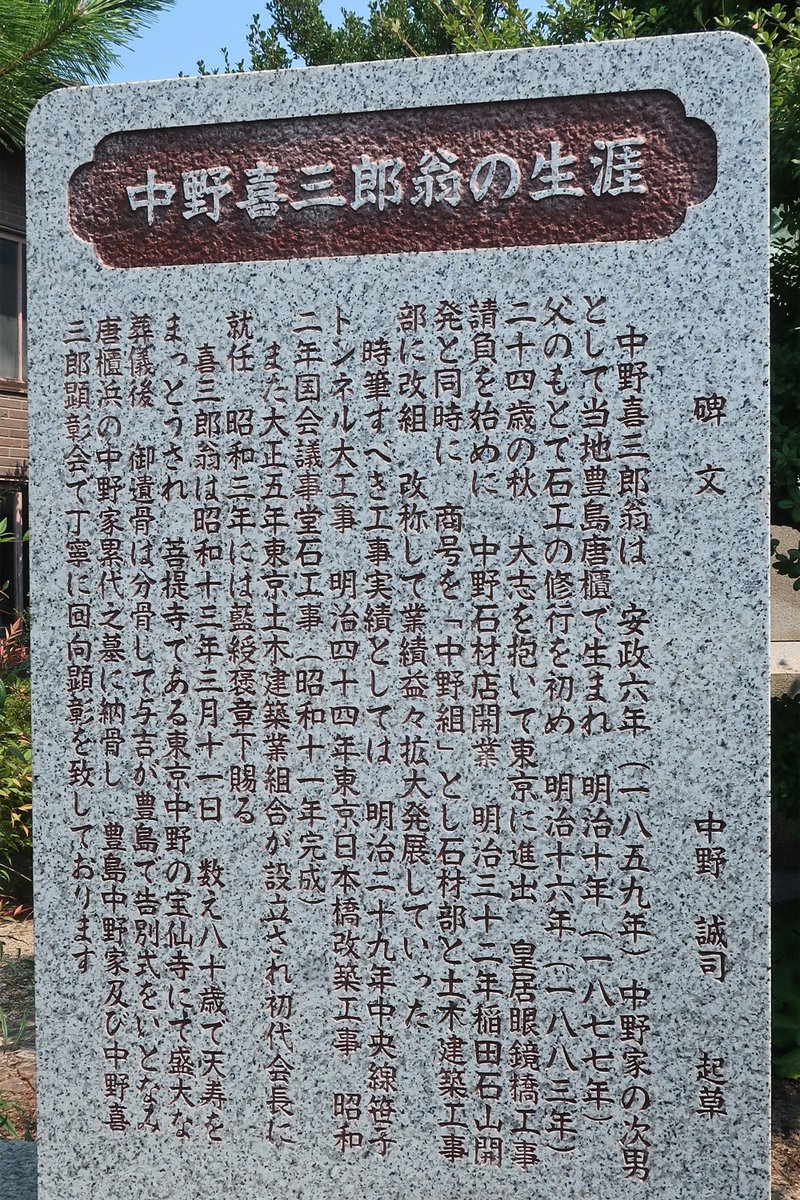 中野喜三郎翁の生涯
碑文　中野　誠司　起草
中野喜三郎翁は　安政六年（一八五九年）中野家の次男
として当地豊島唐櫃で生まれ　明治十年（一八七七年）
父のもとで石工の修行を初め　明治十六年（一八八三年）
二十四歳の秋　大志を抱いて東京に進出　皇居眼鏡橋工事
請負を始めに　中野石材店開業　明治三十二年稲田石山開
発と同時に　商号を「中野組」とし石材部と土木建築工事
部に改組　改称して業績益々拡大発展していった
時筆すべき工事実績としては　明治二十九年中央線笹子
トンネル大工事　明治四十四年東京日本橋改築工事　昭和
二年国会議事堂石工事（昭和十一年完成）
また大正五年東京土木建築業組合が設立され初代会長に
就任　昭和三年には藍綬褒章下賜る
喜三郎翁は昭和十三年三月十一日　数え八十歳で天寿を
まっとうされ　菩提寺である東京中野の宝仙寺にて盛大な
葬儀後　御遺骨は分骨して与吉が豊島で告別式をいとなみ
唐櫃浜の中野家累代之墓に納骨し　豊島中野家及び中野喜
三郎顕彰会で丁寧に回向顕彰を致しております